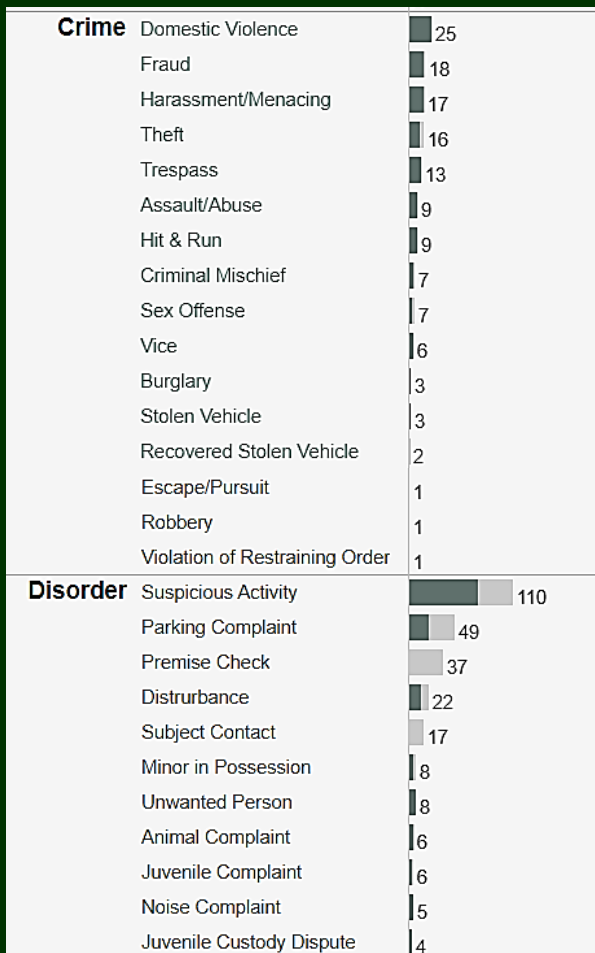 Crime Domestic Violence 25
Fraud 18
Harassment/Menacing 17
Theft 16
Trespass 13
Assault/Abuse 9
Hit & Run 9
Criminal Mischief 7
Sex Offense 7
Vice 6
Burglary 3
Stolen Vehicle 3
Recovered Stolen Vehicle 2
Escape/Pursuit 1
Robbery 1
Violation of Restraining Order 1
Disorder Suspicious Activity 110
Parking Complaint 49
Premise Check 37
Distrurbance 22
Subject Contact 17
Minor in Possession 8
Unwanted Person 8
Animal Complaint 6
Juvenile Complaint 6
Noise Complaint 5
Juvenile Custody Dispute 4